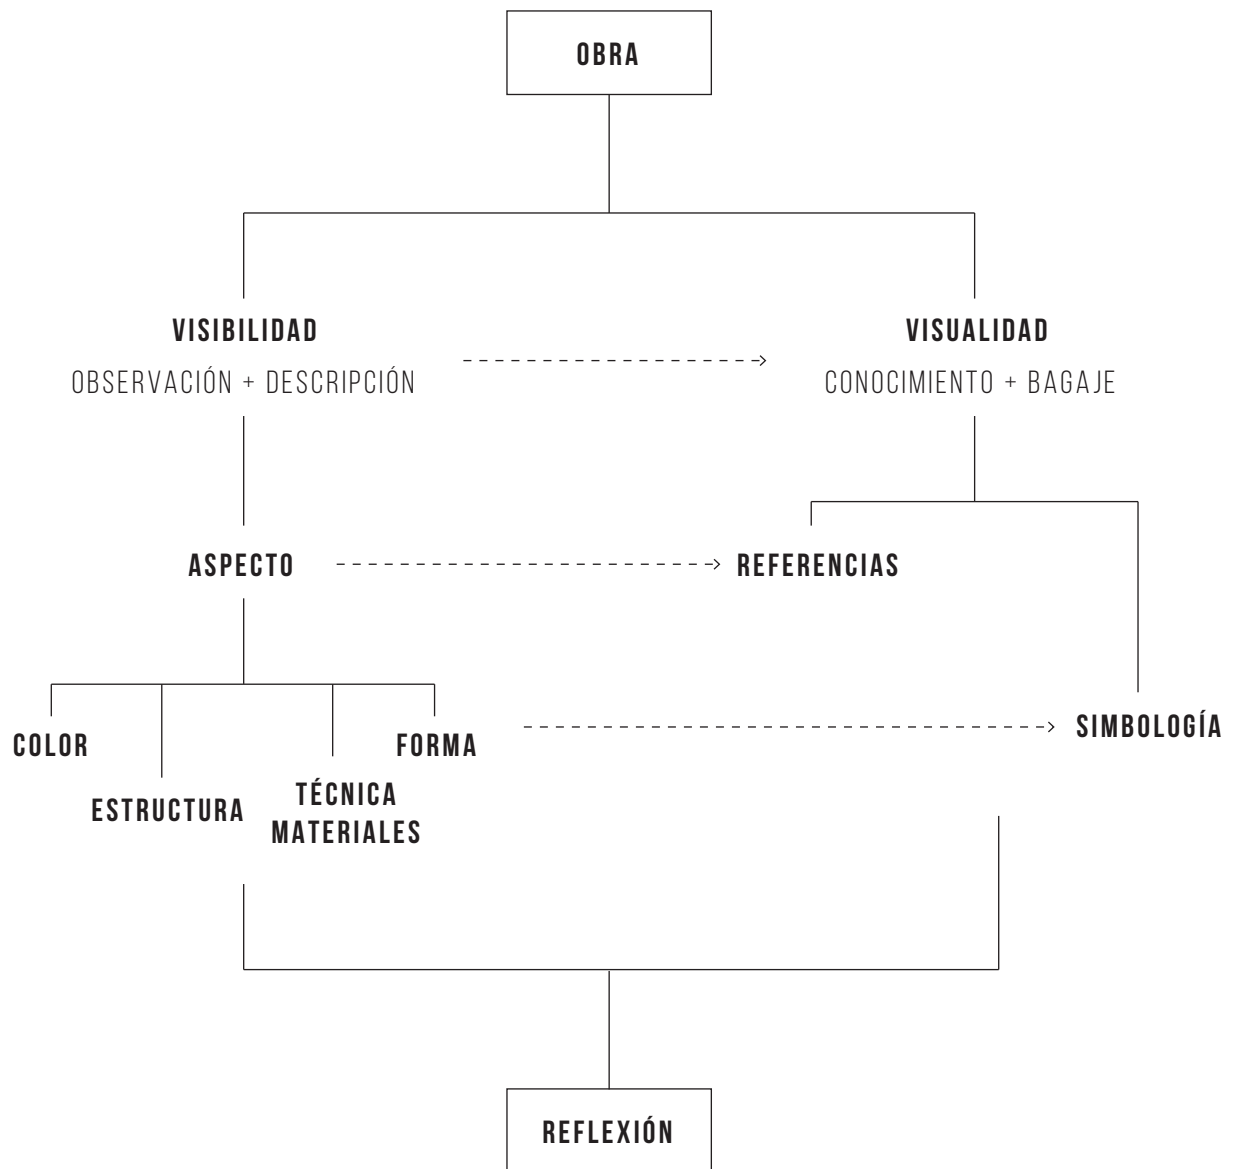 OBRA
VISIBILIDAD
OBSERVACIÓN + DESCRIPCIÓN
VISUALIDAD
CONOCIMIENTO + BAGAJE
ASPECTO
REFERENCIAS
COLOR
ESTRUCTURA
TÉCNICA
MATERIALES
FORMA
SIMBOLOGÍA
REFLEXIÓN